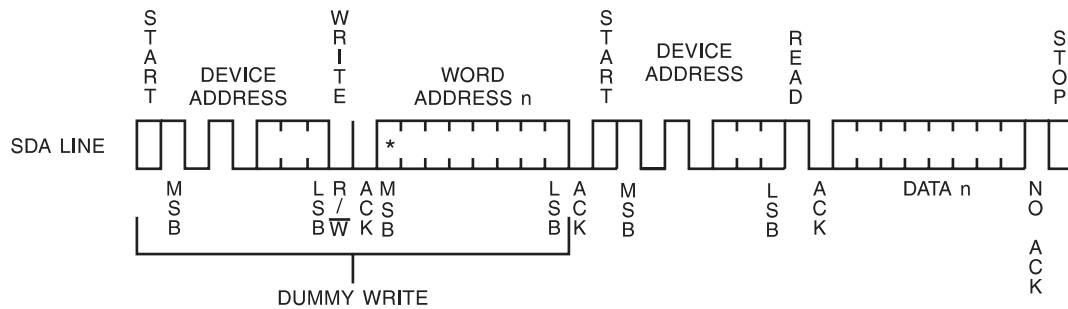 START
WRITE
START
READ
STOP
DEVICE
ADDRESS
WORD
ADDRESS n
DEVICE
ADDRESS
SDA LINE
*
MSB
LSB
R/W
ACK
MSB
LSB
ACK
MSB
LSB
ACK
DATA n
NO ACK
DUMMY WRITE